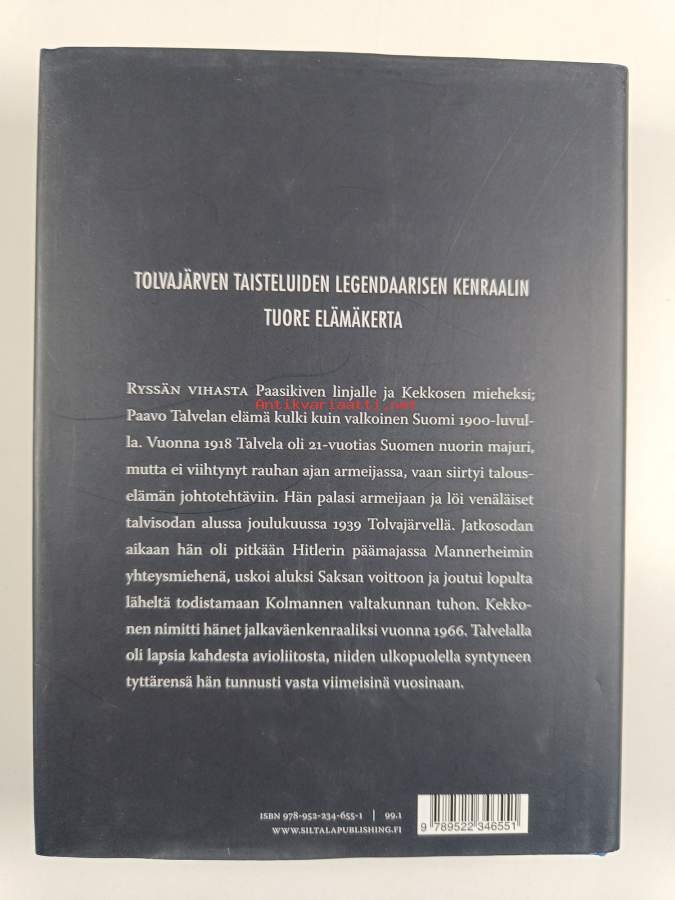 TOLVAJÄRVEN TAISTELUIDEN LEGENDAARISEN KENRAALIN
TUORE ELÄMÄKERTA
RYSSÄN VIHASTA Paasikiven linjalle ja Kekkosen mieheksi;
Antikvariaatti.net
Paavo Talvelan elämä kulki kuin valkoinen Suomi 1900-luvul-
la. Vuonna 1918 Talvela oli 21-vuotias Suomen nuorin majuri,
mutta ei viihtynyt rauhan ajan armeijassa, vaan siirtyi talous-
elämän johtotehtäviin. Hän palasi armeijaan ja löi venäläiset
talvisodan alussa joulukuussa 1939 Tolvajärvellä. Jatkosodan
aikaan hän oli pitkään Hitlerin päämajassa Mannerheimin
yhteysmiehenä, uskoi aluksi Saksan voittoon ja joutui lopulta
läheltä todistamaan Kolmannen valtakunnan tuhon. Kekko-
nen nimitti hänet jalkaväenkenraaliksi vuonna 1966. Talvelalla
oli lapsia kahdesta avioliitosta, niiden ulkopuolella syntyneen
tyttärensä hän tunnusti vasta viimeisinä vuosinaan.
ISBN 978-952-234-655-1 | 99.1
WWW.SILTALAPUBLISHING.FI
9 789522 346551